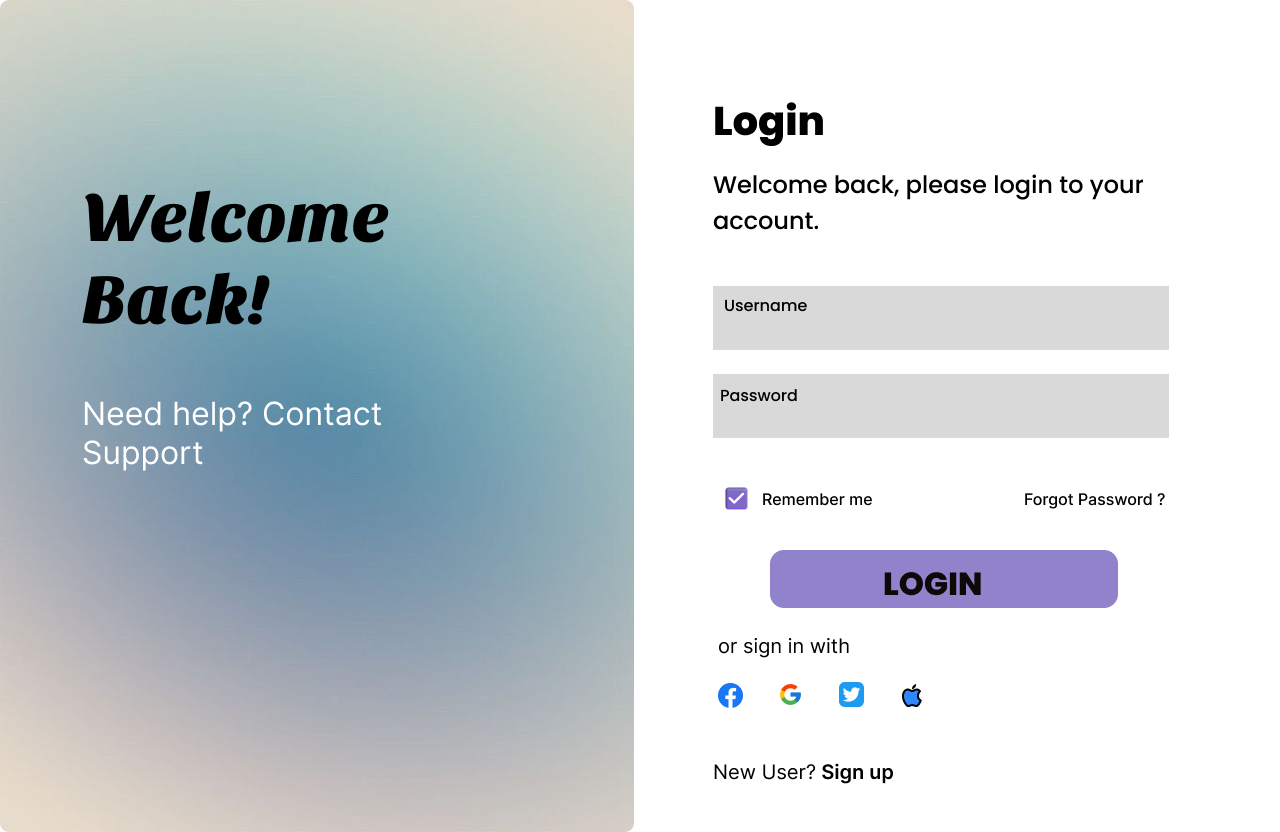 Welcome
Back!
Need help? Contact
Support
Login
Welcome back, please login to your
account.
Username
Password
Remember me
Forgot Password ?
LOGIN
or sign in with
New User? Sign up